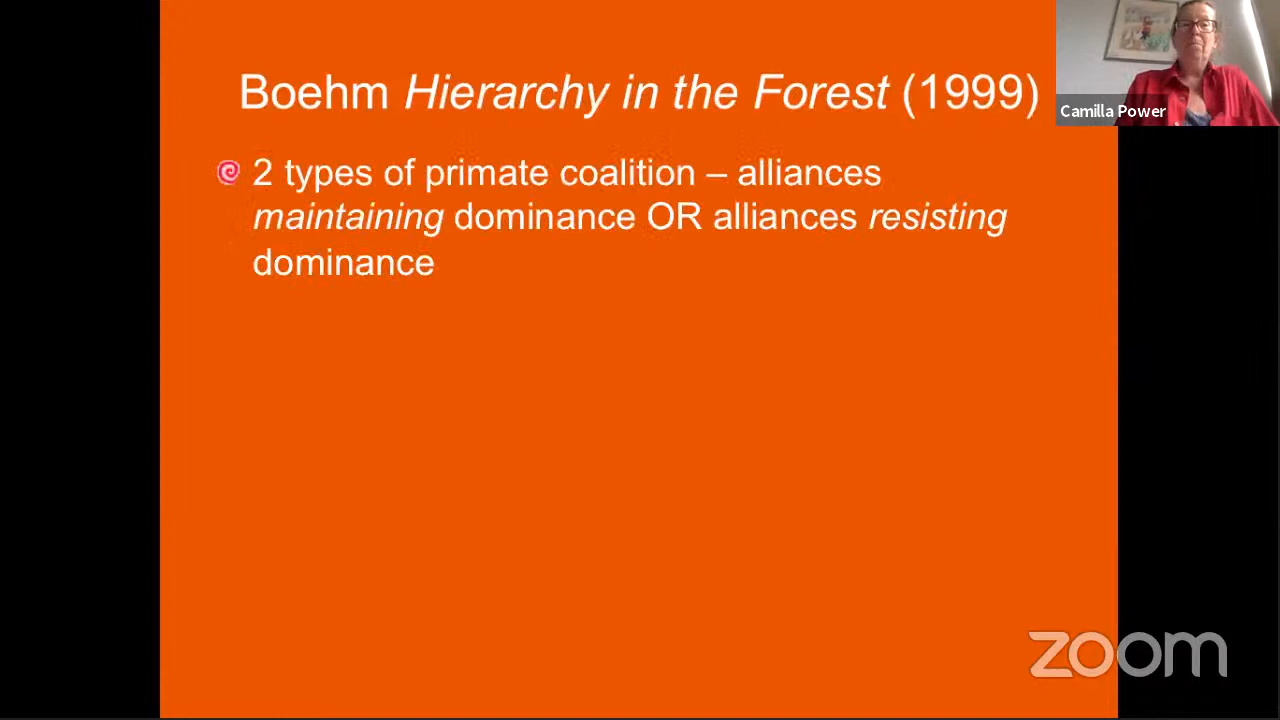 Boehm Hierarchy in the Forest (1999)
Camilla Power
2 types of primate coalition – alliances
maintaining dominance OR alliances resisting
dominance
zoom